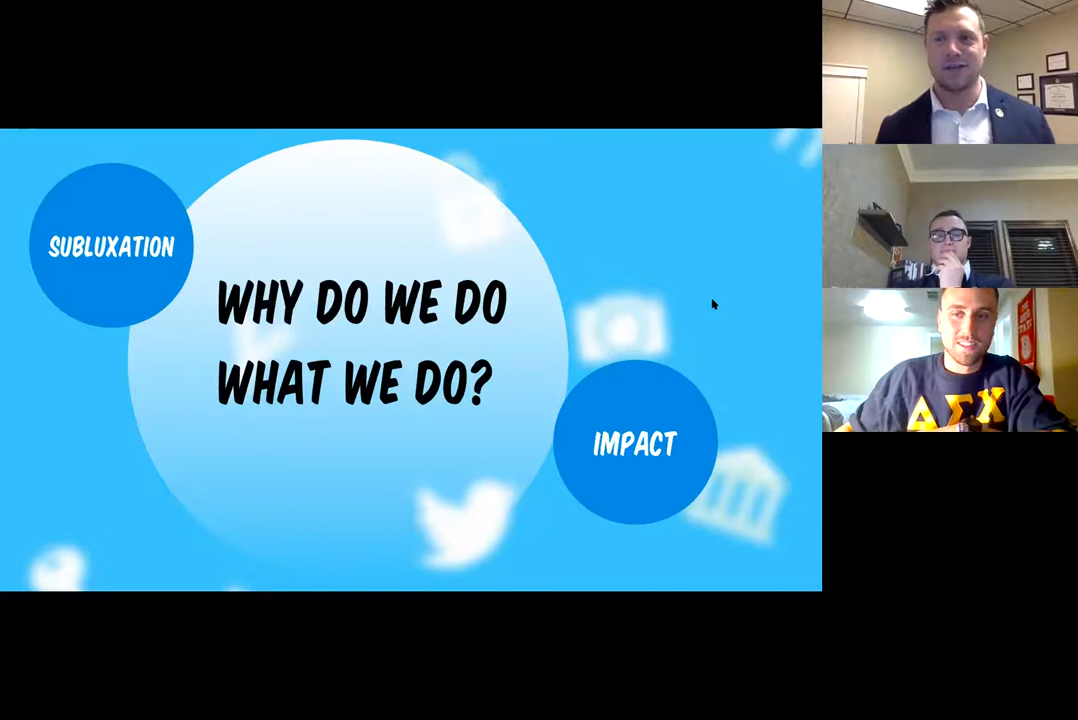 SUBLUXATION
WHY DO WE DO
WHAT WE DO?
IMPACT
ΔΣΧ